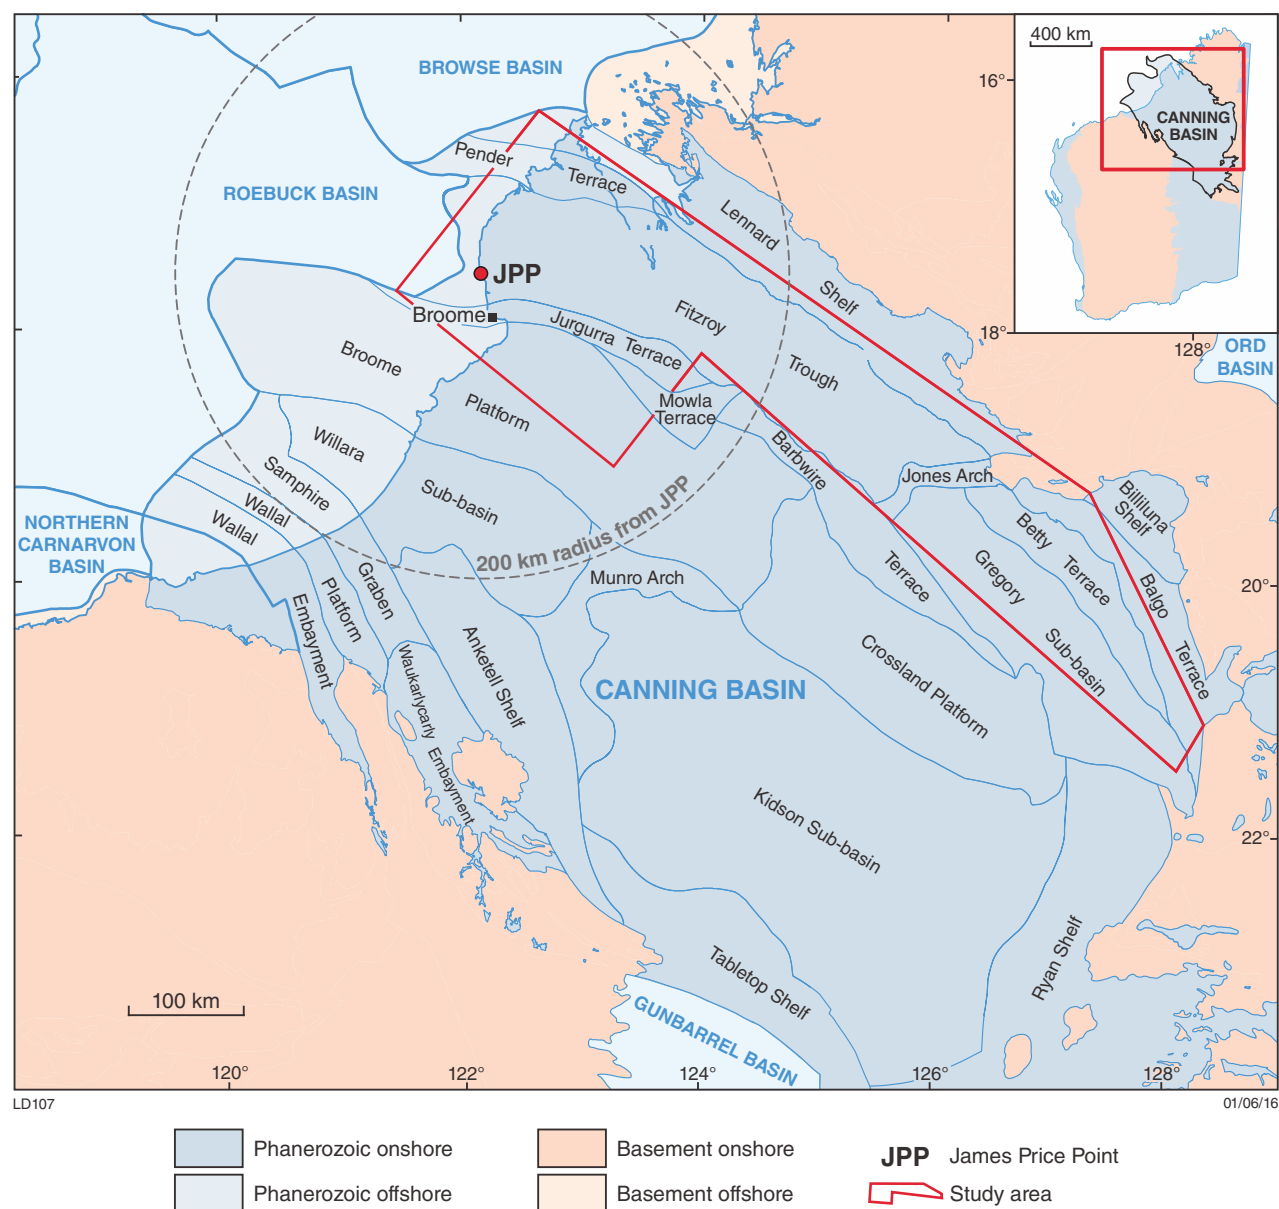 BROWSE BASIN
16°
400 km
CANNING
BASIN
Pender
Terrace
ROEBUCK BASIN
Lennard
Shelf
JPP
Broome
Fitzroy
Trough
18°
128°
ORD
BASIN
Jurgurra Terrace
Broome
Platform
Mowla
Terrace
Willara
Sub-basin
Barbwire
Terrace
Jones Arch
Billiluna
Shelf
Samphire
Graben
Wallal
Platform
Wallal
Embayment
NORTHERN
CARNARVON
BASIN
200 km radius from JPP
Betty
Terrace
Gregory
Sub-basin
Balgo
Terrace
Munro Arch
20°
Waukarlycarly
Embayment
Anketell Shelf
CANNING BASIN
Crossland Platform
Kidson Sub-basin
22°
Tabletop Shelf
Ryan Shelf
GUNBARREL BASIN
100 km
120°
122°
124°
126°
128°
LD107
01/06/16
Phanerozoic onshore
Basement onshore
JPP James Price Point
Phanerozoic offshore
Basement offshore
Study area